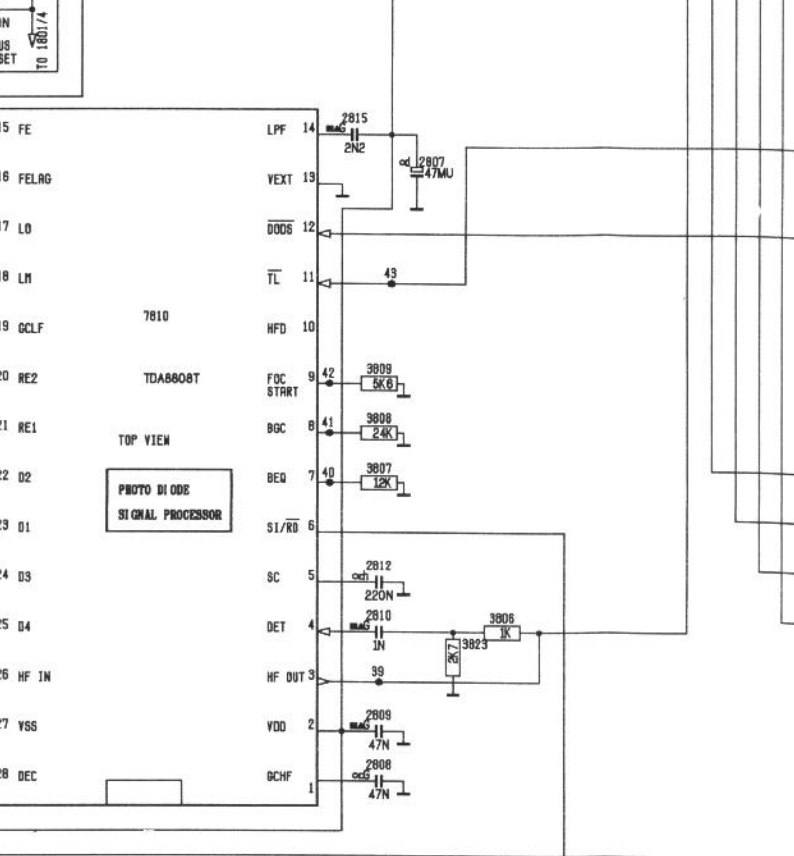 ON
US
SET
TO 1801/4
15 FE
LPF 14
2815
2N2
2807
47MU
16 FELAG
VEXT 13
17 LO
DODS 12
18 LM
TL 11
43
7810
19 GCLF
HFD 10
20 RE2
TDA8808T
FOC START 9
42
3809
5K6
21 RE1
TOP VIEW
BGC 8
41
3808
24K
22 D2
BEQ 7
40
3807
12K
PHOTO DIODE
SIGNAL PROCESSOR
23 D1
SI/RD 6
24 D3
SC 5
2812
220N
25 D4
DET 4
2810
1N
3806
1K
3823
2K7
26 HF IN
HF OUT 3
39
27 VSS
VDD 2
2809
47N
28 DEC
GCHF 1
2808
47N